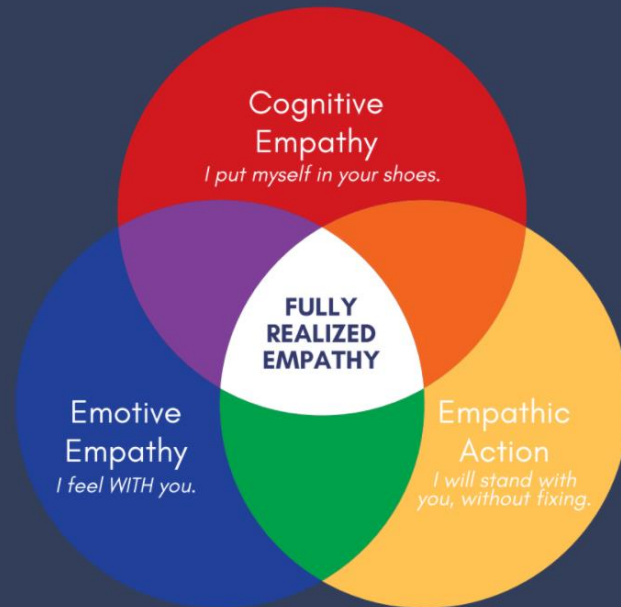 Cognitive
Empathy
I put myself in your shoes.
FULLY
REALIZED
EMPATHY
Emotive
Empathy
I feel WITH you.
Empathic
Action
I will stand with
you, without fixing.